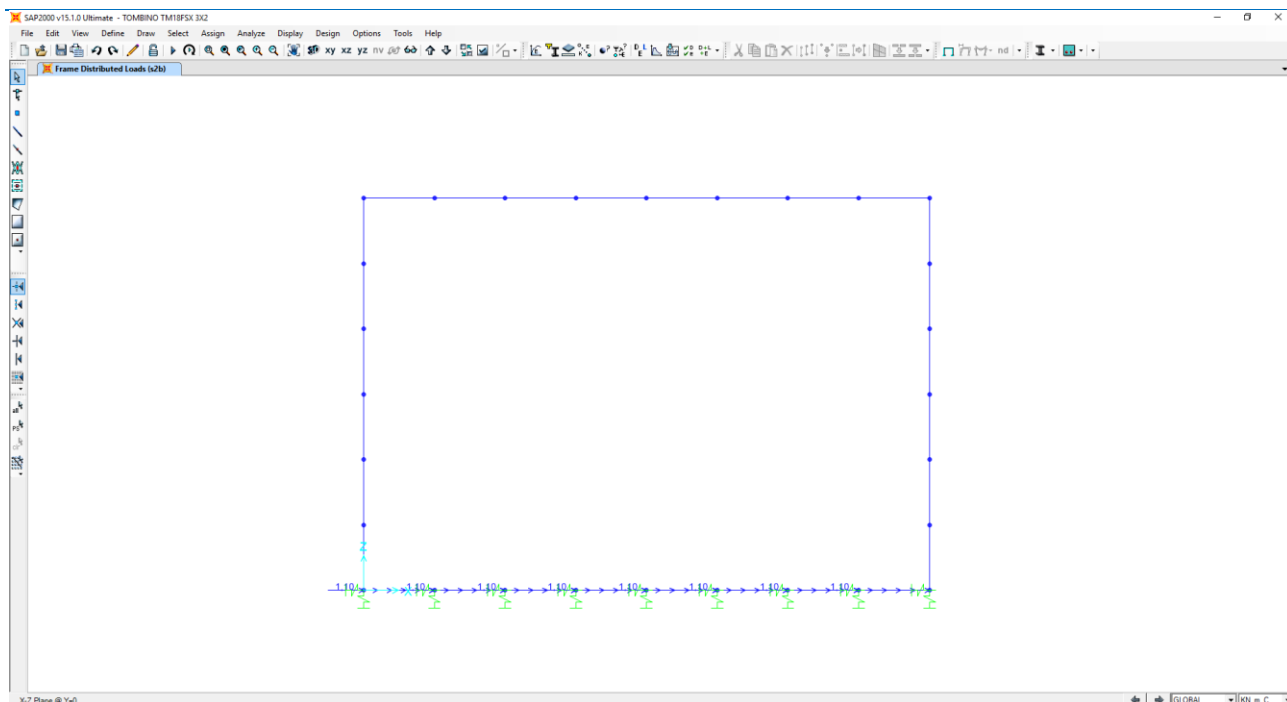 SAP2000 v15.1.0 Ultimate - TOMBINO TM18FSX 3X2
File Edit View Define Draw Select Assign Analyze Display Design Options Tools Help
xy xz yz nv nd
Frame Distributed Loads (s2b)
Z
1.10 1.10 1.10 1.10 1.10 1.10 1.10 1.10
X
X-Z Plane @ Y=0 GLOBAL KN, m, C